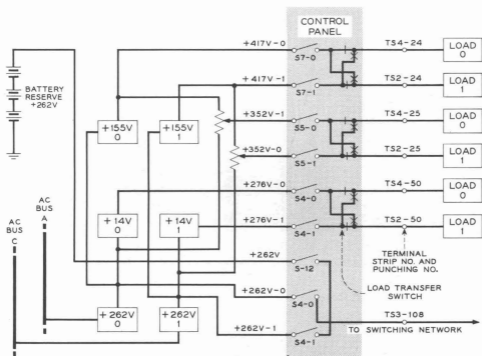 CONTROL
PANEL
+417V-0
S7-0
TS4-24
LOAD
0
+417V-1
S7-1
TS2-24
LOAD
1
BATTERY
RESERVE
+262V
+352V-1
S5-0
TS4-25
LOAD
0
+155V
0
+155V
1
+352V-0
S5-1
TS2-25
LOAD
1
+276V-0
S4-0
TS4-50
LOAD
0
AC
BUS
C
AC
BUS
A
+14V
0
+14V
1
+276V-1
S4-1
TS2-50
LOAD
1
+262V
S-12
TERMINAL
STRIP NO. AND
PUNCHING NO.
LOAD TRANSFER
SWITCH
+262V-0
S4-0
+262V
0
+262V
1
TS3-108
TO SWITCHING NETWORK
+262V-1
S4-1